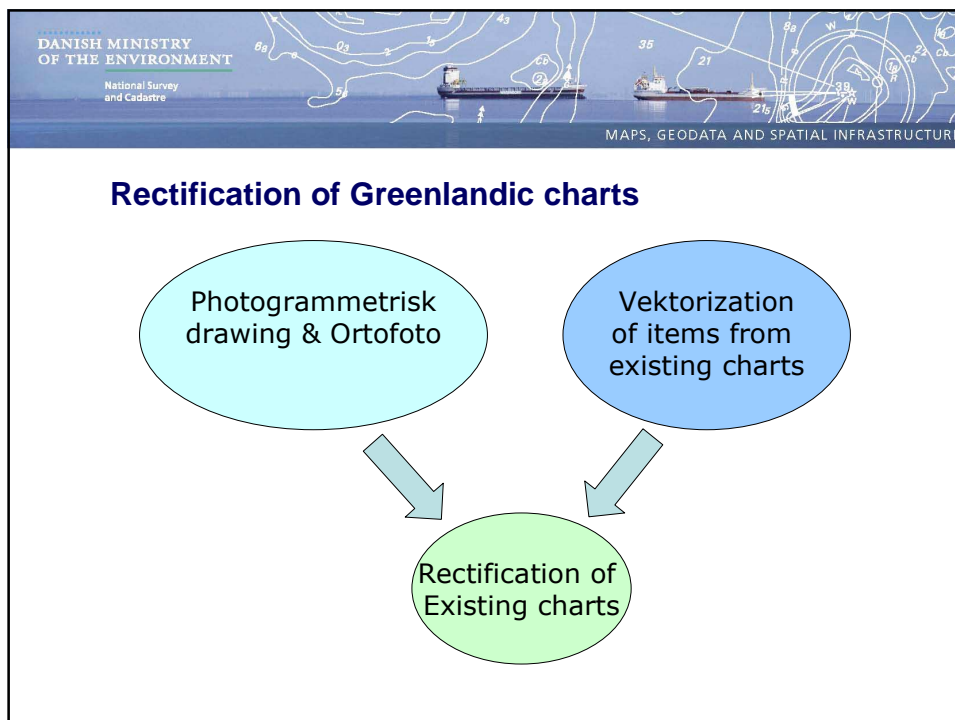 DANISH MINISTRY
OF THE ENVIRONMENT
National Survey
and Cadastre
MAPS, GEODATA AND SPATIAL INFRASTRUCTURE
Rectification of Greenlandic charts
Photogrammetrisk
drawing & Ortofoto
Vektorization
of items from
existing charts
Rectification of
Existing charts